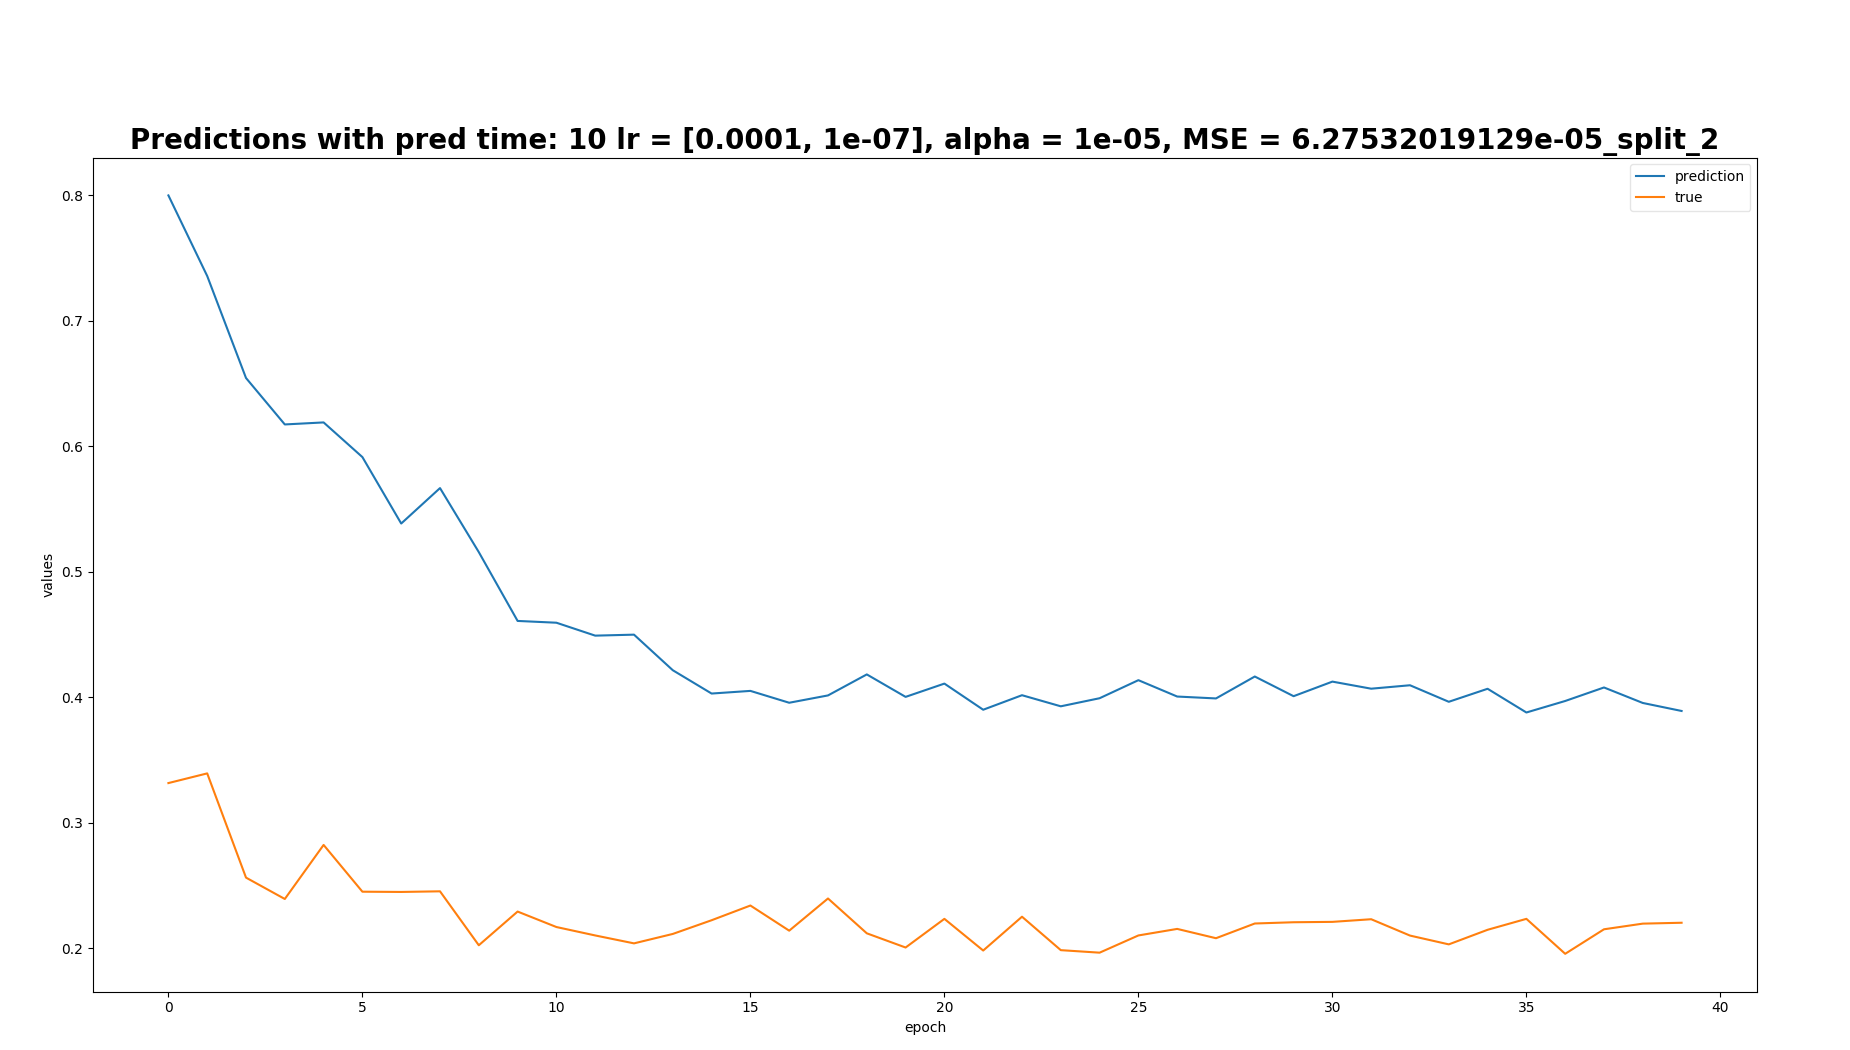 Predictions with pred time: 10 lr = [0.0001, 1e-07], alpha = 1e-05, MSE = 6.27532019129e-05_split_2
prediction
true
0.8
0.7
0.6
0.5
0.4
0.3
0.2
values
0 5 10 15 20 25 30 35 40
epoch